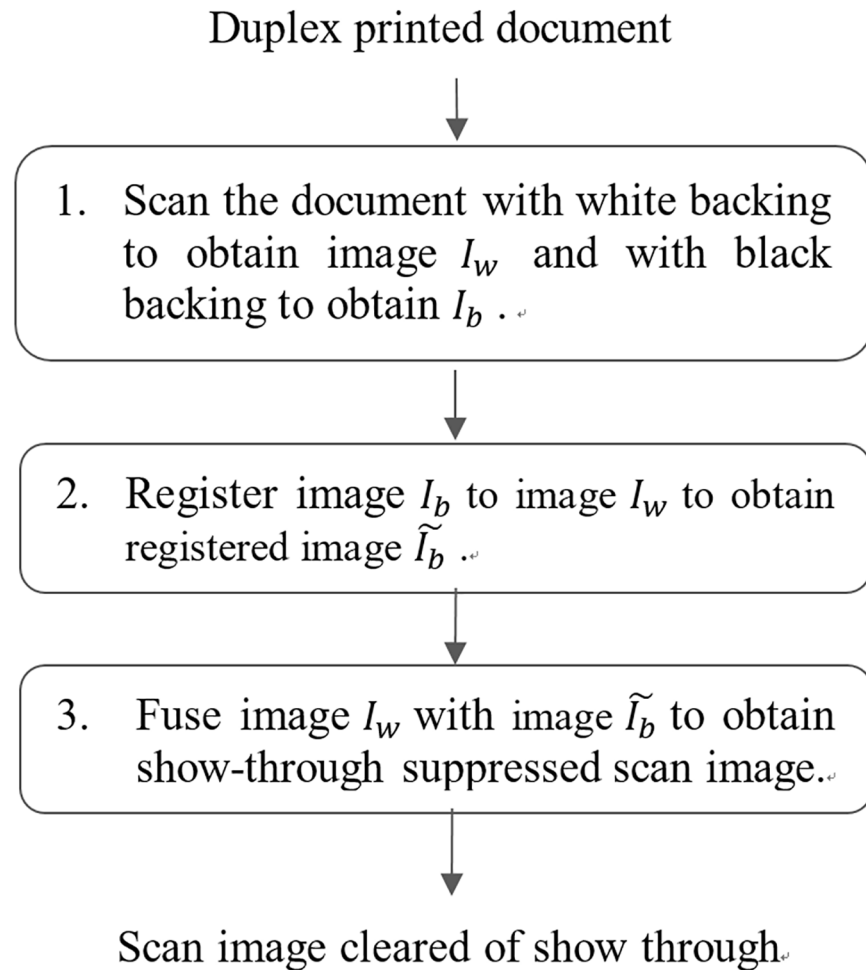 Duplex printed document
1. Scan the document with white backing
to obtain image I_w and with black
backing to obtain I_b .
2. Register image I_b to image I_w to obtain
registered image Ĩ_b .
3. Fuse image I_w with image Ĩ_b to obtain
show-through suppressed scan image.
Scan image cleared of show through